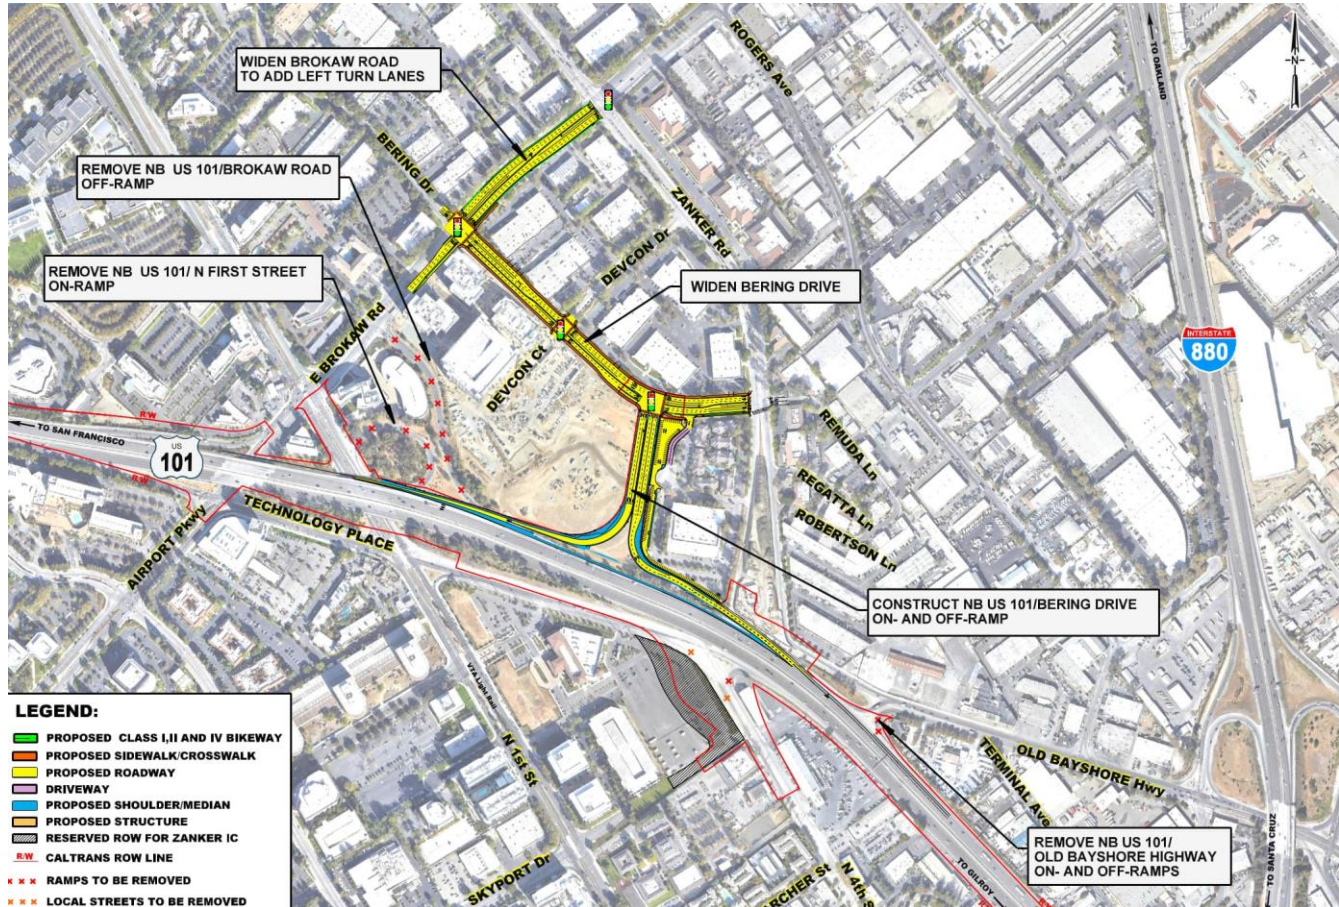 WIDEN BROKAW ROAD
TO ADD LEFT TURN LANES
ROGERS Ave
TO OAKLAND
N
BERING Dr
REMOVE NB US 101/BROKAW ROAD
OFF-RAMP
ZANKER Rd
DEVCON Dr
REMOVE NB US 101/ N FIRST STREET
ON-RAMP
WIDEN BERING DRIVE
E BROKAW Rd
DEVCON Ct
INTERSTATE
880
R/W
TO SAN FRANCISCO
US
101
R/W
REMUDA Ln
REGATTA Ln
ROBERTSON Ln
TECHNOLOGY PLACE
AIRPORT Pkwy
CONSTRUCT NB US 101/BERING DRIVE
ON- AND OFF-RAMP
VTA Light Rail
N 1st St
OLD BAYSHORE Hwy
TERMINAL Ave
REMOVE NB US 101/
OLD BAYSHORE HIGHWAY
ON- AND OFF-RAMPS
TO SANTA CRUZ
TO GILROY
R/W
SKYPORT Dr
ARCHER St
N 4th S
LEGEND:
PROPOSED CLASS I,II AND IV BIKEWAY
PROPOSED SIDEWALK/CROSSWALK
PROPOSED ROADWAY
DRIVEWAY
PROPOSED SHOULDER/MEDIAN
PROPOSED STRUCTURE
RESERVED ROW FOR ZANKER IC
R/W CALTRANS ROW LINE
RAMPS TO BE REMOVED
LOCAL STREETS TO BE REMOVED